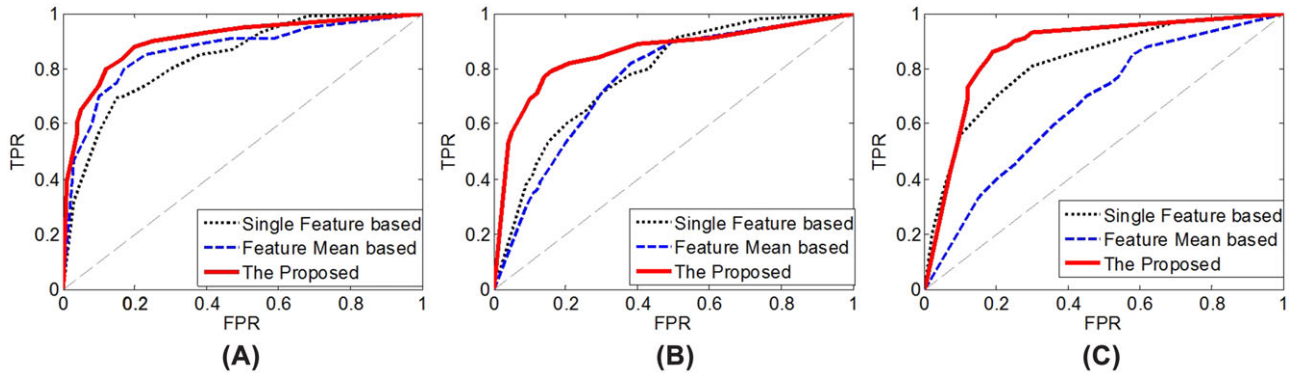 1
0.8
0.6
0.4
0.2
0
TPR
0 0.2 0.4 0.6 0.8 1
FPR
Single Feature based
Feature Mean based
The Proposed
(A)
1
0.8
0.6
0.4
0.2
0
TPR
0 0.2 0.4 0.6 0.8 1
FPR
Single Feature based
Feature Mean based
The Proposed
(B)
1
0.8
0.6
0.4
0.2
0
TPR
0 0.2 0.4 0.6 0.8 1
FPR
Single Feature based
Feature Mean based
The Proposed
(C)